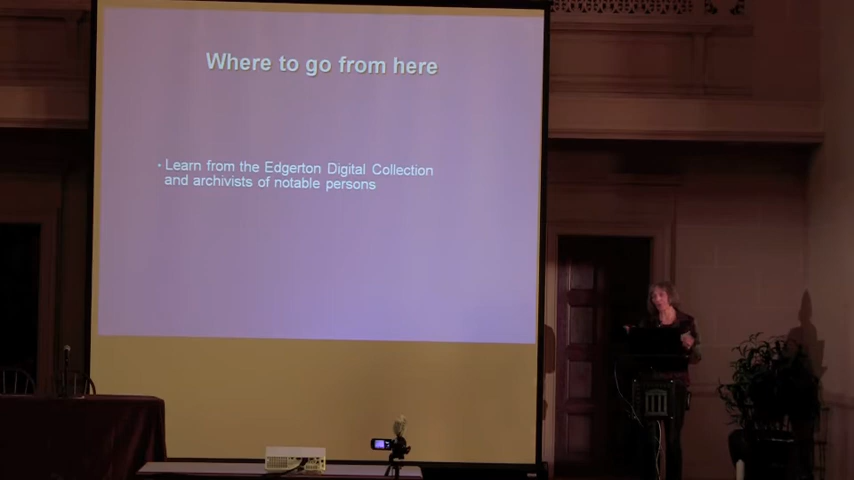 Where to go from here
• Learn from the Edgerton Digital Collection
and archivists of notable persons